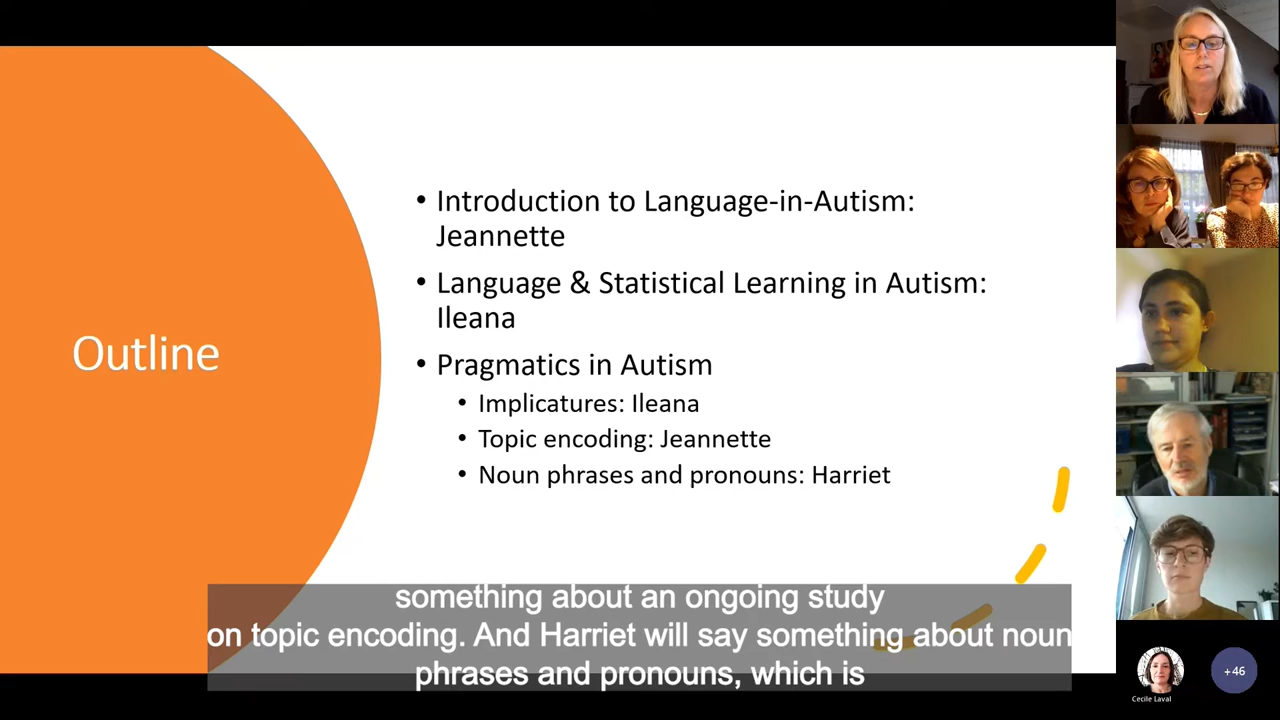 Outline
• Introduction to Language-in-Autism:
Jeannette
• Language & Statistical Learning in Autism:
Ileana
• Pragmatics in Autism
• Implicatures: Ileana
• Topic encoding: Jeannette
• Noun phrases and pronouns: Harriet
something about an ongoing study
on topic encoding. And Harriet will say something about noun
phrases and pronouns, which is
Cecile Laval
+46